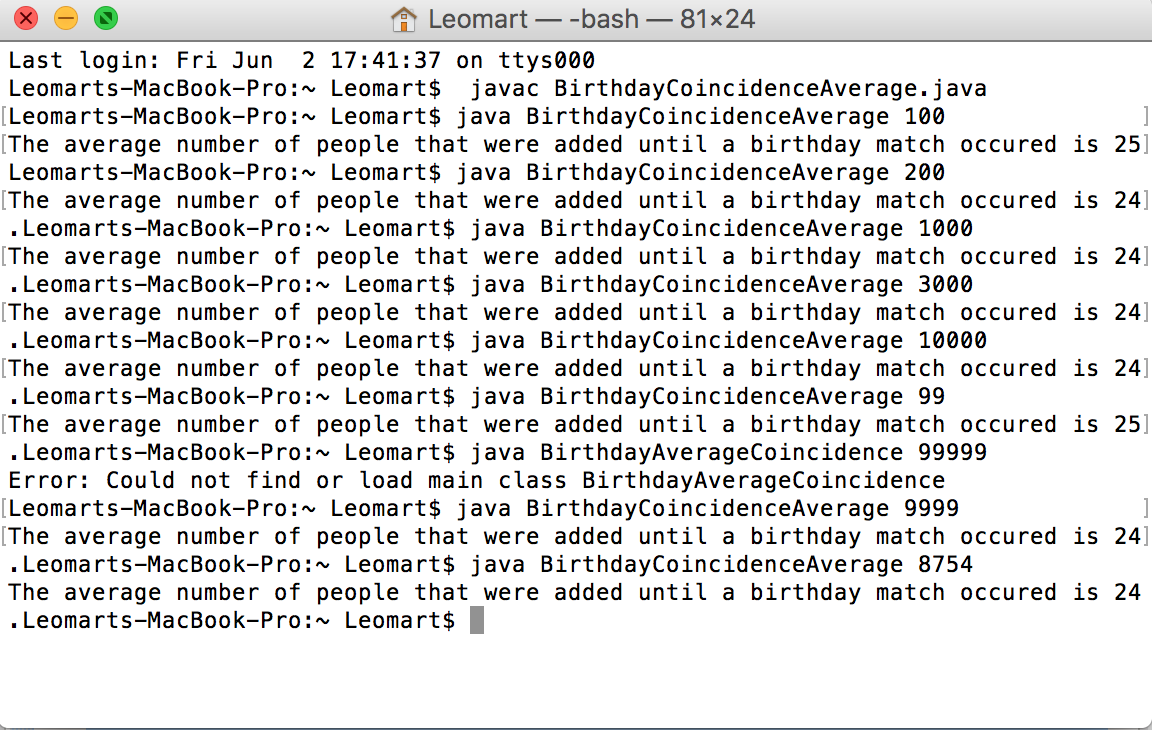 Leomart — -bash — 81×24
Last login: Fri Jun  2 17:41:37 on ttys000
Leomarts-MacBook-Pro:~ Leomart$  javac BirthdayCoincidenceAverage.java
[Leomarts-MacBook-Pro:~ Leomart$ java BirthdayCoincidenceAverage 100 ]
[The average number of people that were added until a birthday match occured is 25]
Leomarts-MacBook-Pro:~ Leomart$ java BirthdayCoincidenceAverage 200
[The average number of people that were added until a birthday match occured is 24]
.Leomarts-MacBook-Pro:~ Leomart$ java BirthdayCoincidenceAverage 1000
[The average number of people that were added until a birthday match occured is 24]
.Leomarts-MacBook-Pro:~ Leomart$ java BirthdayCoincidenceAverage 3000
[The average number of people that were added until a birthday match occured is 24]
.Leomarts-MacBook-Pro:~ Leomart$ java BirthdayCoincidenceAverage 10000
[The average number of people that were added until a birthday match occured is 24]
.Leomarts-MacBook-Pro:~ Leomart$ java BirthdayCoincidenceAverage 99
[The average number of people that were added until a birthday match occured is 25]
.Leomarts-MacBook-Pro:~ Leomart$ java BirthdayAverageCoincidence 99999
Error: Could not find or load main class BirthdayAverageCoincidence
[Leomarts-MacBook-Pro:~ Leomart$ java BirthdayCoincidenceAverage 9999 ]
[The average number of people that were added until a birthday match occured is 24]
.Leomarts-MacBook-Pro:~ Leomart$ java BirthdayCoincidenceAverage 8754
The average number of people that were added until a birthday match occured is 24
.Leomarts-MacBook-Pro:~ Leomart$